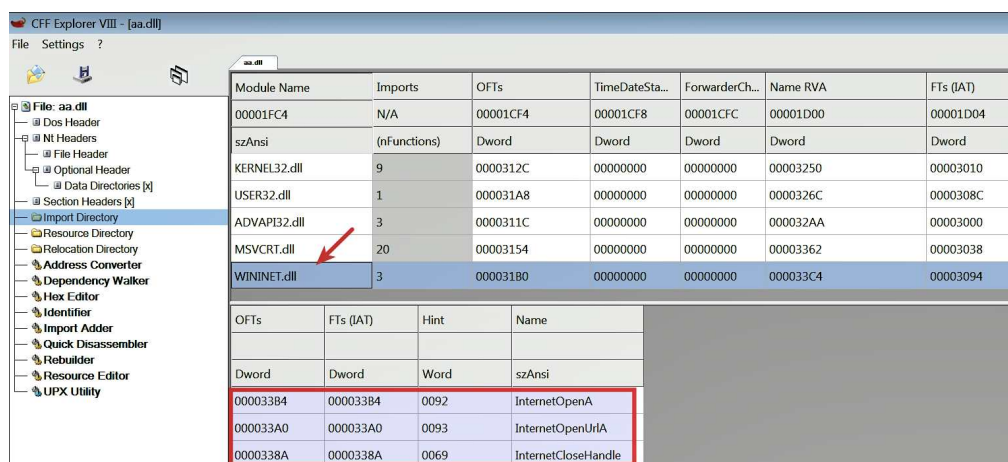 CFF Explorer VIII - [aa.dll]
File Settings ?
aa.dll
File: aa.dll
Dos Header
Nt Headers
File Header
Optional Header
Data Directories [x]
Section Headers [x]
Import Directory
Resource Directory
Relocation Directory
Address Converter
Dependency Walker
Hex Editor
Identifier
Import Adder
Quick Disassembler
Rebuilder
Resource Editor
UPX Utility
Module Name Imports OFTs TimeDateSta... ForwarderCh... Name RVA FTs (IAT)
00001FC4 N/A 00001CF4 00001CF8 00001CFC 00001D00 00001D04
szAnsi (nFunctions) Dword Dword Dword Dword Dword
KERNEL32.dll 9 0000312C 00000000 00000000 00003250 00003010
USER32.dll 1 000031A8 00000000 00000000 0000326C 0000308C
ADVAPI32.dll 3 0000311C 00000000 00000000 000032AA 00003000
MSVCRT.dll 20 00003154 00000000 00000000 00003362 00003038
WININET.dll 3 000031B0 00000000 00000000 000033C4 00003094
OFTs FTs (IAT) Hint Name
Dword Dword Word szAnsi
000033B4 000033B4 0092 InternetOpenA
000033A0 000033A0 0093 InternetOpenUrlA
0000338A 0000338A 0069 InternetCloseHandle